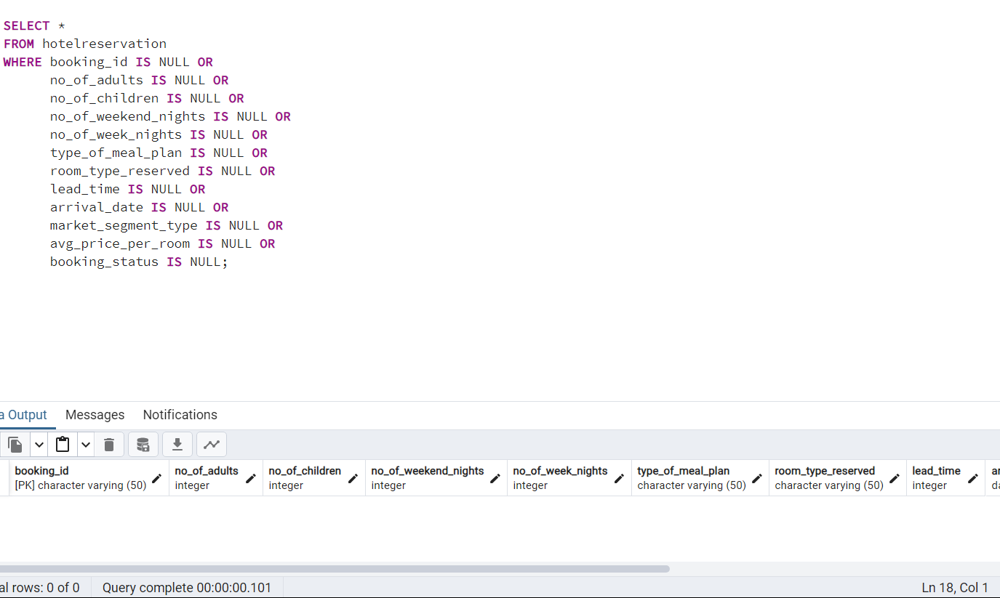 SELECT *
FROM hotelreservation
WHERE booking_id IS NULL OR
no_of_adults IS NULL OR
no_of_children IS NULL OR
no_of_weekend_nights IS NULL OR
no_of_week_nights IS NULL OR
type_of_meal_plan IS NULL OR
room_type_reserved IS NULL OR
lead_time IS NULL OR
arrival_date IS NULL OR
market_segment_type IS NULL OR
avg_price_per_room IS NULL OR
booking_status IS NULL;
a Output Messages Notifications
booking_id no_of_adults no_of_children no_of_weekend_nights no_of_week_nights type_of_meal_plan room_type_reserved lead_time ar
[PK] character varying (50) integer integer integer integer character varying (50) character varying (50) integer da
al rows: 0 of 0 Query complete 00:00:00.101 Ln 18, Col 1